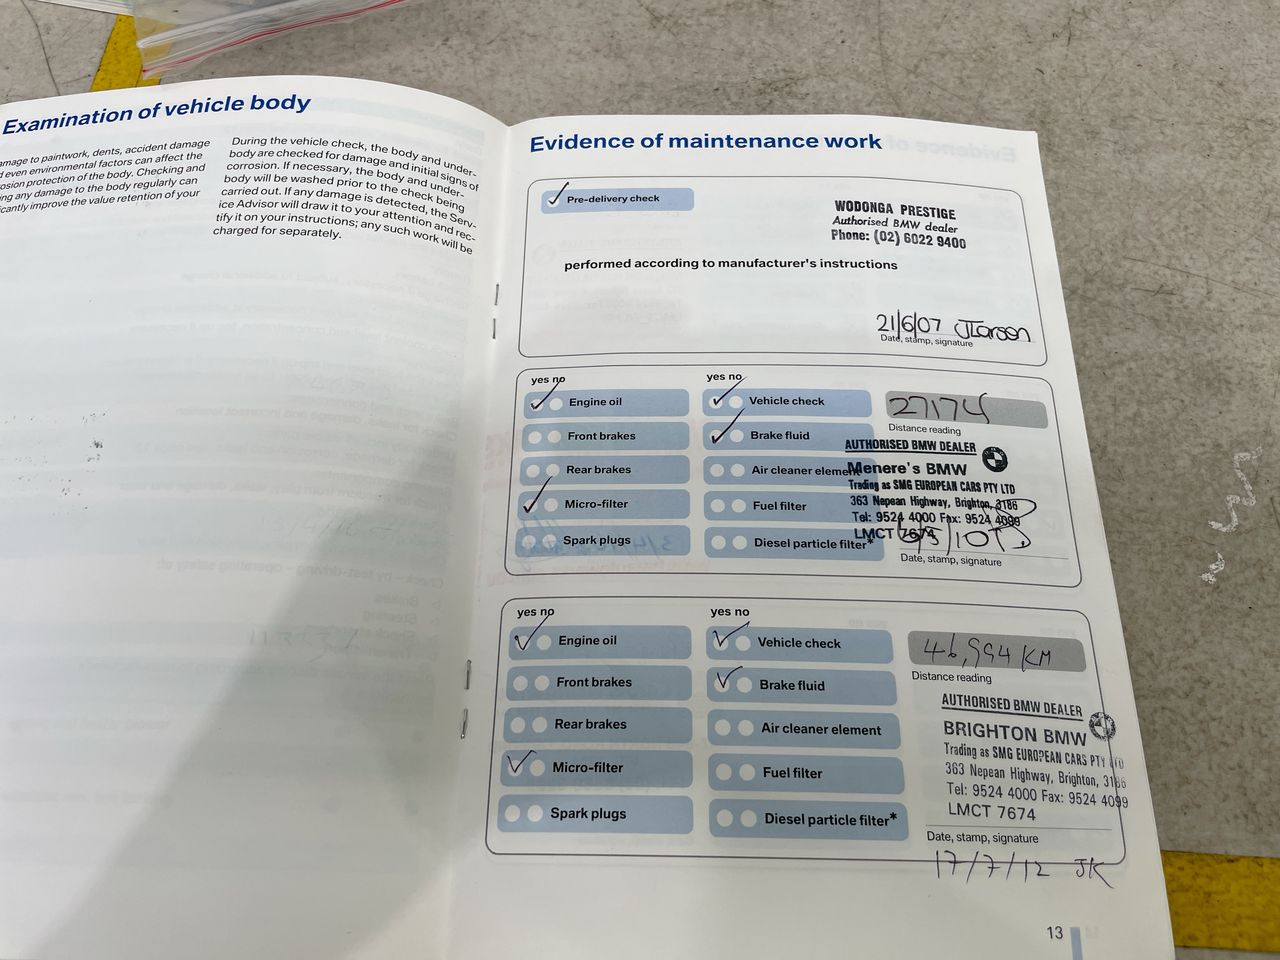 Examination of vehicle body
amage to paintwork, dents, accident damage
d even environmental factors can affect the
osion protection of the body. Checking and
ing any damage to the body regularly can
icantly improve the value retention of your
During the vehicle check, the body and under-
body are checked for damage and initial signs of
corrosion. If necessary, the body and under-
body will be washed prior to the check being
carried out. If any damage is detected, the Serv-
ice Advisor will draw it to your attention and rec-
tify it on your instructions; any such work will be
charged for separately.
Evidence of maintenance work
Pre-delivery check
WODONGA PRESTIGE
Authorised BMW dealer
Phone: (02) 6022 9400
performed according to manufacturer's instructions
21/6/07 JLarsen
Date, stamp, signature
yes no
yes no
Engine oil
Vehicle check
27174
Distance reading
Front brakes
Brake fluid
AUTHORISED BMW DEALER
Rear brakes
Air cleaner element
Menere's BMW
Trading as SMG EUROPEAN CARS PTY LTD
Micro-filter
Fuel filter
363 Nepean Highway, Brighton, 3186
Tel: 9524 4000 Fax: 9524 4099
LMCT 7674
Spark plugs
Diesel particle filter*
Date, stamp, signature
yes no
yes no
Engine oil
Vehicle check
46,994 KM
Distance reading
Front brakes
Brake fluid
AUTHORISED BMW DEALER
Rear brakes
Air cleaner element
BRIGHTON BMW
Trading as SMG EUROPEAN CARS PTY LTD
Micro-filter
Fuel filter
363 Nepean Highway, Brighton, 3186
Tel: 9524 4000 Fax: 9524 4099
LMCT 7674
Spark plugs
Diesel particle filter*
Date, stamp, signature
17/7/12 JK
13